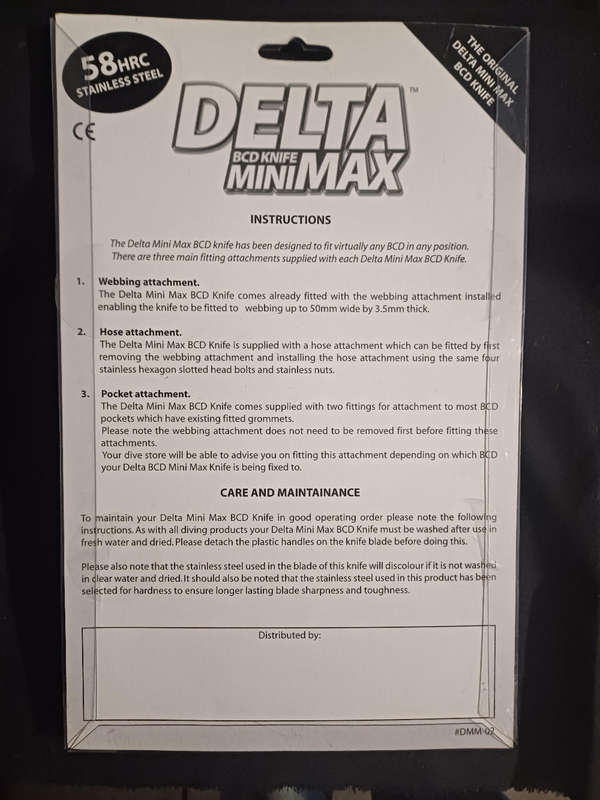 58HRC
STAINLESS STEEL
THE ORIGINAL
DELTA MINI MAX
BCD KNIFE
CE
DELTA™
BCD KNIFE
MINIMAX
INSTRUCTIONS
The Delta Mini Max BCD knife has been designed to fit virtually any BCD in any position.
There are three main fitting attachments supplied with each Delta Mini Max BCD Knife.
1. Webbing attachment.
The Delta Mini Max BCD Knife comes already fitted with the webbing attachment installed
enabling the knife to be fitted to webbing up to 50mm wide by 3.5mm thick.
2. Hose attachment.
The Delta Mini Max BCD Knife is supplied with a hose attachment which can be fitted by first
removing the webbing attachment and installing the hose attachment using the same four
stainless hexagon slotted head bolts and stainless nuts.
3. Pocket attachment.
The Delta Mini Max BCD Knife comes supplied with two fittings for attachment to most BCD
pockets which have existing fitted grommets.
Please note the webbing attachment does not need to be removed first before fitting these
attachments.
Your dive store will be able to advise you on fitting this attachment depending on which BCD
your Delta BCD Mini Max Knife is being fixed to.
CARE AND MAINTAINANCE
To maintain your Delta Mini Max BCD Knife in good operating order please note the following
instructions. As with all diving products your Delta Mini Max BCD Knife must be washed after use in
fresh water and dried. Please detach the plastic handles on the knife blade before doing this.
Please also note that the stainless steel used in the blade of this knife will discolour if it is not washed
in clear water and dried. It should also be noted that the stainless steel used in this product has been
selected for hardness to ensure longer lasting blade sharpness and toughness.
Distributed by:
#DMM-02